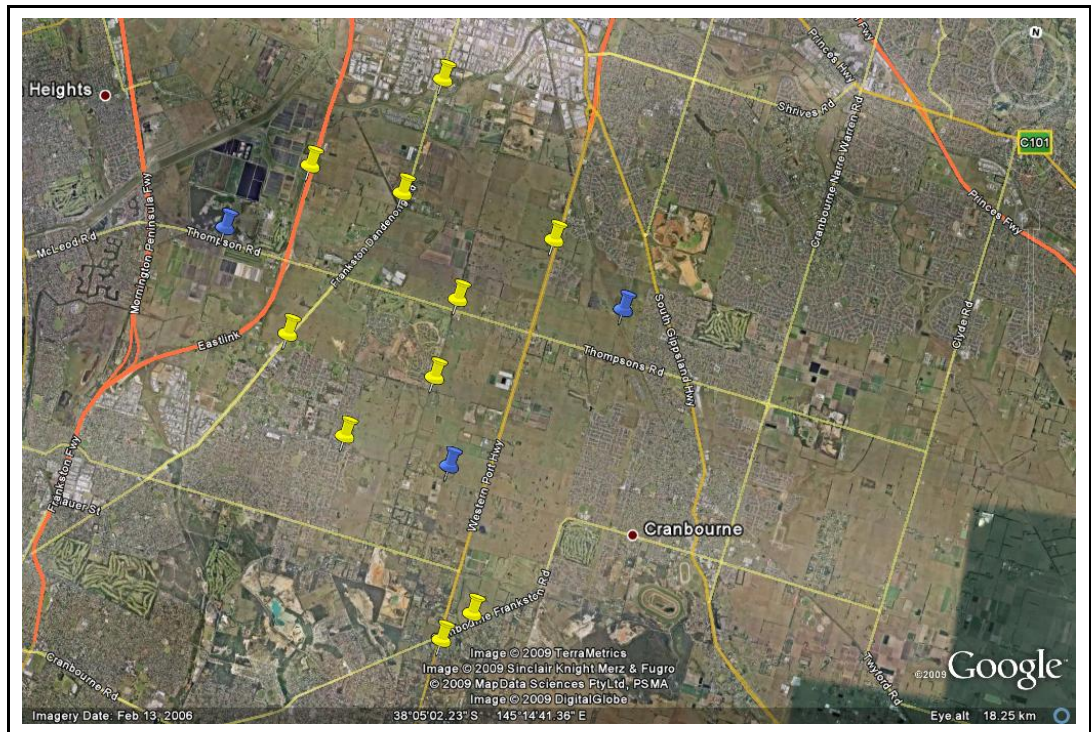 Princes Fwy
Princes Hwy
Heights
Shrives Rd
C101
Cranbourne-Narre Warren Rd
Mornington Peninsula Fwy
Princes Fwy
McLeod Rd
Thompson Rd
Frankston Dandenong Rd
South Gippsland Hwy
Clyde Rd
Eastlink
Thompsons Rd
Frankston Fwy
Western Port Hwy
Cranbourne
Frankston Rd
Image © 2009 TerraMetrics
Image © 2009 Sinclair Knight Merz & Fugro
© 2009 MapData Sciences PtyLtd, PSMA
Image © 2009 DigitalGlobe
Cranbourne Rd
Twyford Rd
©2009 Google
N
Imagery Date: Feb 13, 2006
38°05'02.23" S 145°14'41.36" E
Eye alt 18.25 km